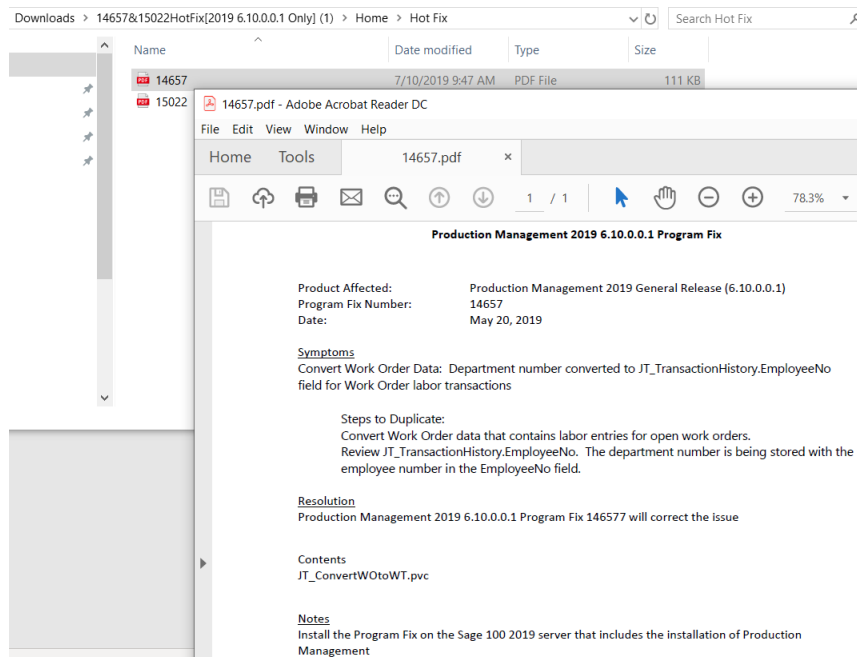 Downloads > 14657&15022HotFix[2019 6.10.0.0.1 Only] (1) > Home > Hot Fix
Search Hot Fix
Name Date modified Type Size
14657 7/10/2019 9:47 AM PDF File 111 KB
15022
14657.pdf - Adobe Acrobat Reader DC
File Edit View Window Help
Home Tools 14657.pdf ×
1 / 1 78.3%
Production Management 2019 6.10.0.0.1 Program Fix
Product Affected: Production Management 2019 General Release (6.10.0.0.1)
Program Fix Number: 14657
Date: May 20, 2019
Symptoms
Convert Work Order Data: Department number converted to JT_TransactionHistory.EmployeeNo
field for Work Order labor transactions
Steps to Duplicate:
Convert Work Order data that contains labor entries for open work orders.
Review JT_TransactionHistory.EmployeeNo. The department number is being stored with the
employee number in the EmployeeNo field.
Resolution
Production Management 2019 6.10.0.0.1 Program Fix 146577 will correct the issue
Contents
JT_ConvertWOtoWT.pvc
Notes
Install the Program Fix on the Sage 100 2019 server that includes the installation of Production
Management